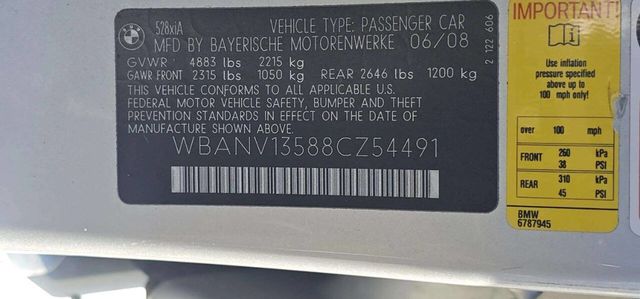 528xiA
VEHICLE TYPE: PASSENGER CAR
MFD BY BAYERISCHE MOTORENWERKE 06/08
GVWR 4883 lbs 2215 kg
GAWR FRONT 2315 lbs 1050 kg REAR 2646 lbs 1200 kg
THIS VEHICLE CONFORMS TO ALL APPLICABLE U.S.
FEDERAL MOTOR VEHICLE SAFETY, BUMPER AND THEFT
PREVENTION STANDARDS IN EFFECT ON THE DATE OF
MANUFACTURE SHOWN ABOVE.
WBANV13588CZ54491
2 122 606
IMPORTANT!
Use inflation
pressure specified
above up to
100 mph only!
over 100 mph
FRONT 260 kPa
38 PSI
REAR 310 kPa
45 PSI
BMW
6787945